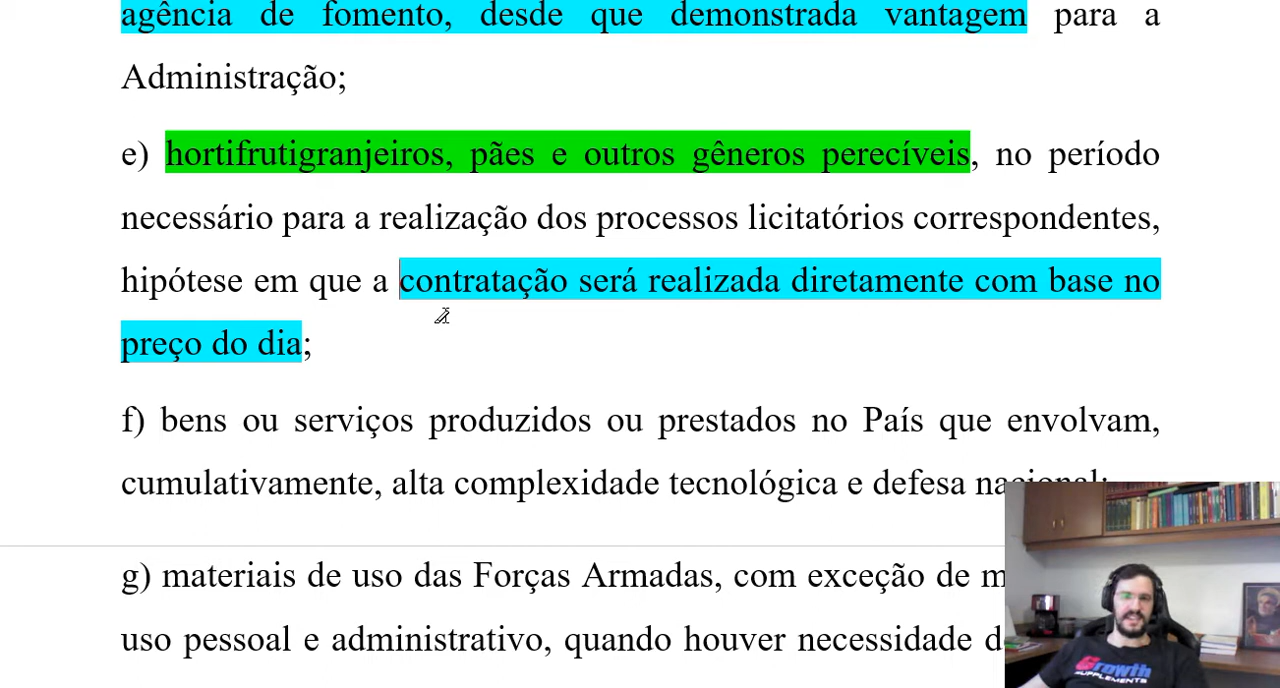 agência de fomento, desde que demonstrada vantagem para a
Administração;
e) hortifrutigranjeiros, pães e outros gêneros perecíveis, no período
necessário para a realização dos processos licitatórios correspondentes,
hipótese em que a contratação será realizada diretamente com base no
preço do dia;
f) bens ou serviços produzidos ou prestados no País que envolvam,
cumulativamente, alta complexidade tecnológica e defesa nacional;
g) materiais de uso das Forças Armadas, com exceção de m
uso pessoal e administrativo, quando houver necessidade d
Growth
SUPPLEMENTS